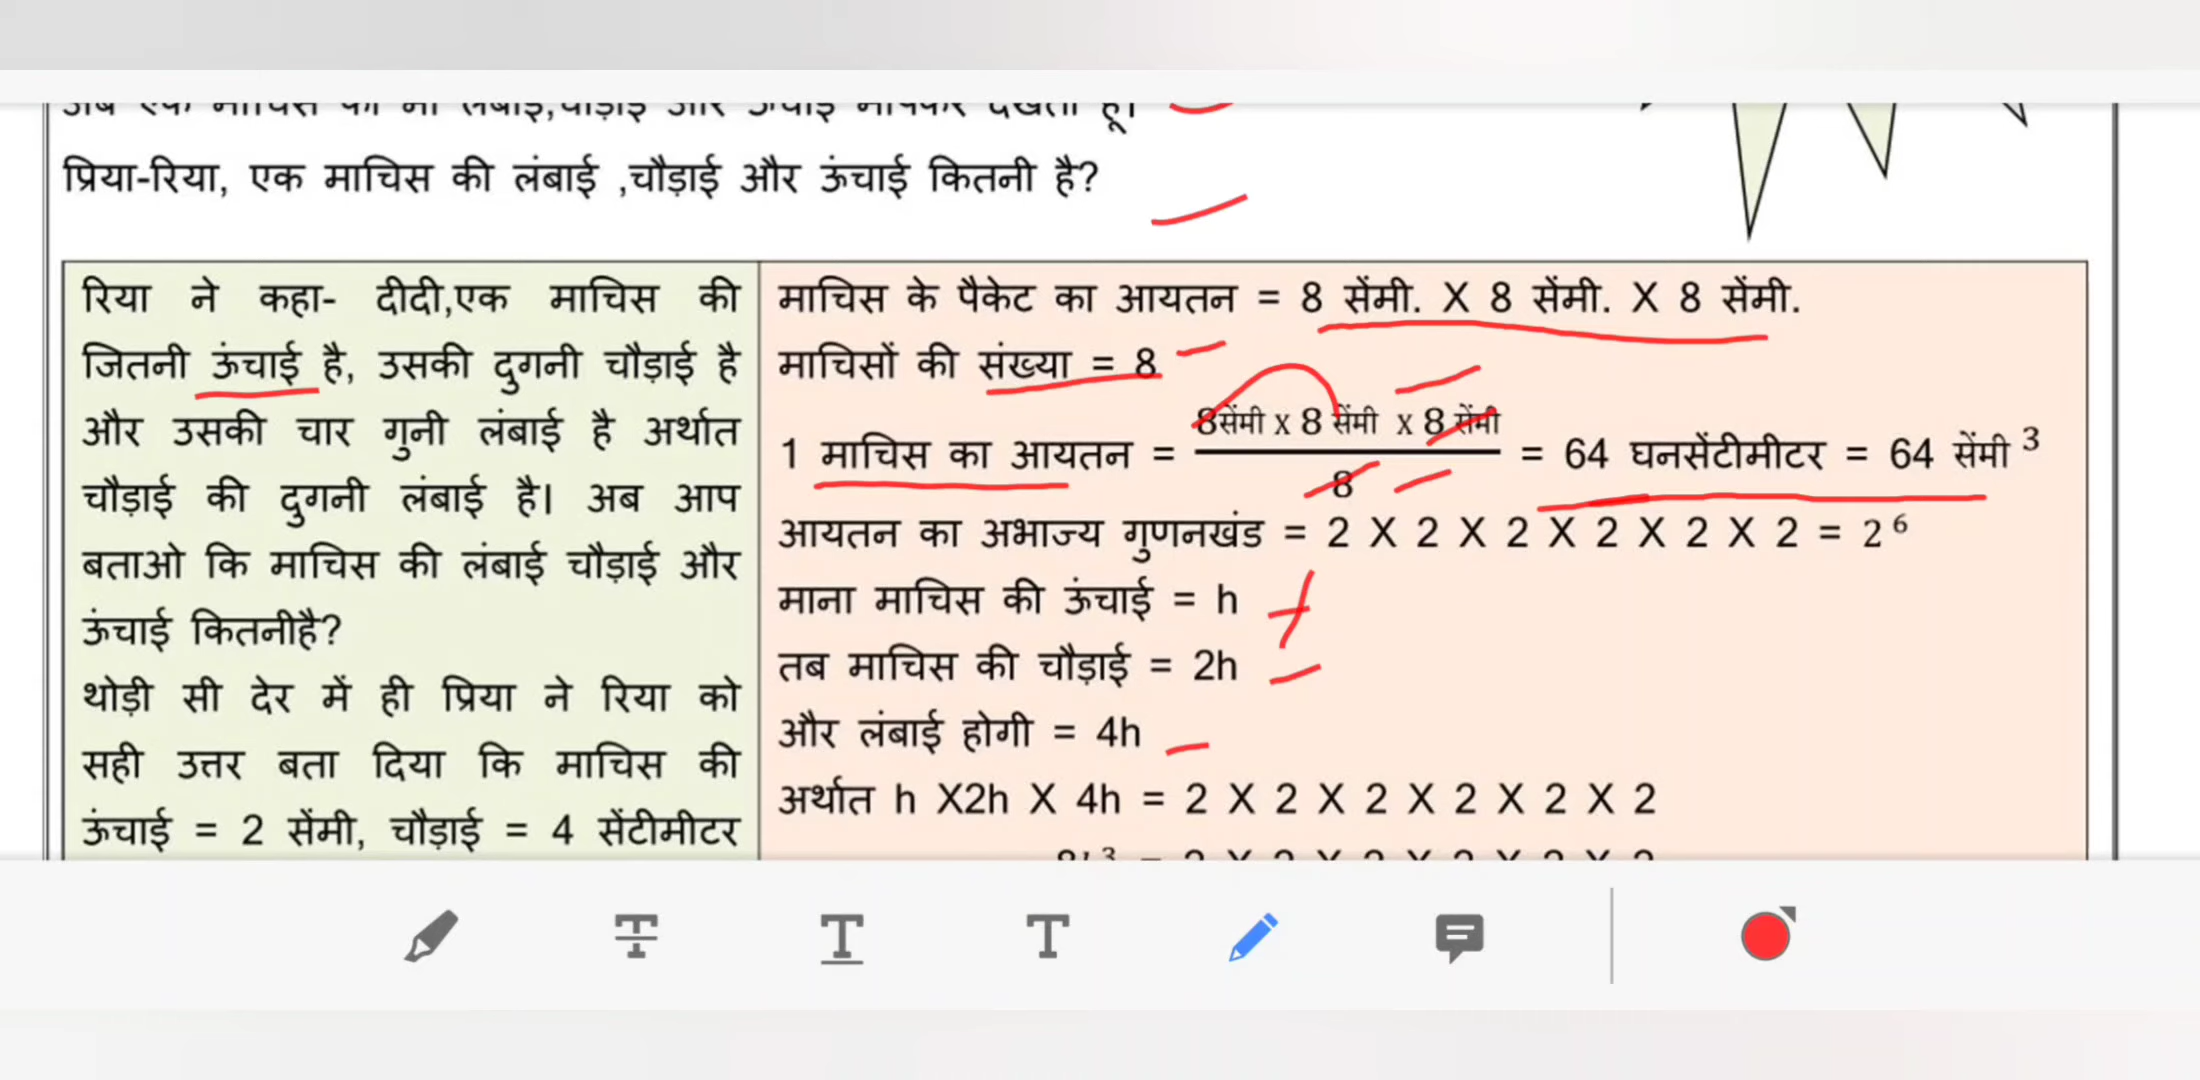 प्रिया-रिया, एक माचिस की लंबाई ,चौड़ाई और ऊंचाई कितनी है?
रिया ने कहा- दीदी,एक माचिस की
जितनी ऊंचाई है, उसकी दुगनी चौड़ाई है
और उसकी चार गुनी लंबाई है अर्थात
चौड़ाई की दुगनी लंबाई है। अब आप
बताओ कि माचिस की लंबाई चौड़ाई और
ऊंचाई कितनीहै?
थोड़ी सी देर में ही प्रिया ने रिया को
सही उत्तर बता दिया कि माचिस की
ऊंचाई = 2 सेंमी, चौड़ाई = 4 सेंटीमीटर
माचिस के पैकेट का आयतन = 8 सेंमी. X 8 सेंमी. X 8 सेंमी.
माचिसों की संख्या = 8
8सेंमी x 8 सेंमी x 8 सेंमी
1 माचिस का आयतन = = 64 घनसेंटीमीटर = 64 सेंमी ³
8
आयतन का अभाज्य गुणनखंड = 2 X 2 X 2 X 2 X 2 X 2 = 2 ⁶
माना माचिस की ऊंचाई = h
तब माचिस की चौड़ाई = 2h
और लंबाई होगी = 4h
अर्थात h X2h X 4h = 2 X 2 X 2 X 2 X 2 X 2